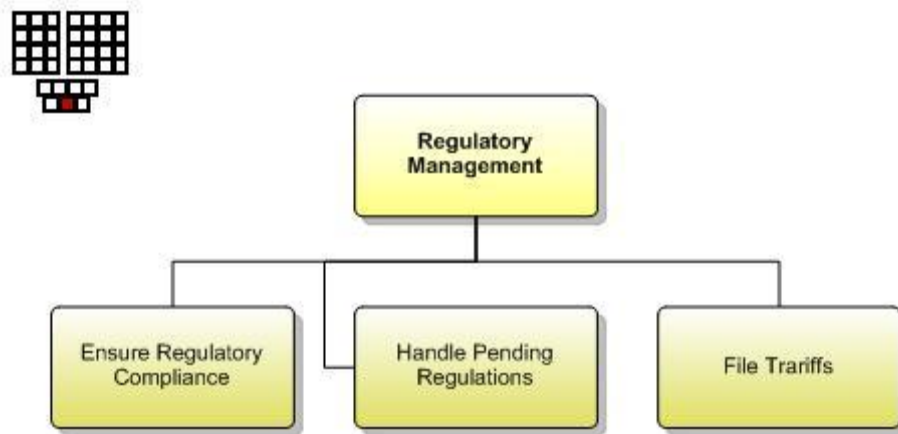 Regulatory
Management
Ensure Regulatory
Compliance
Handle Pending
Regulations
File Trariffs